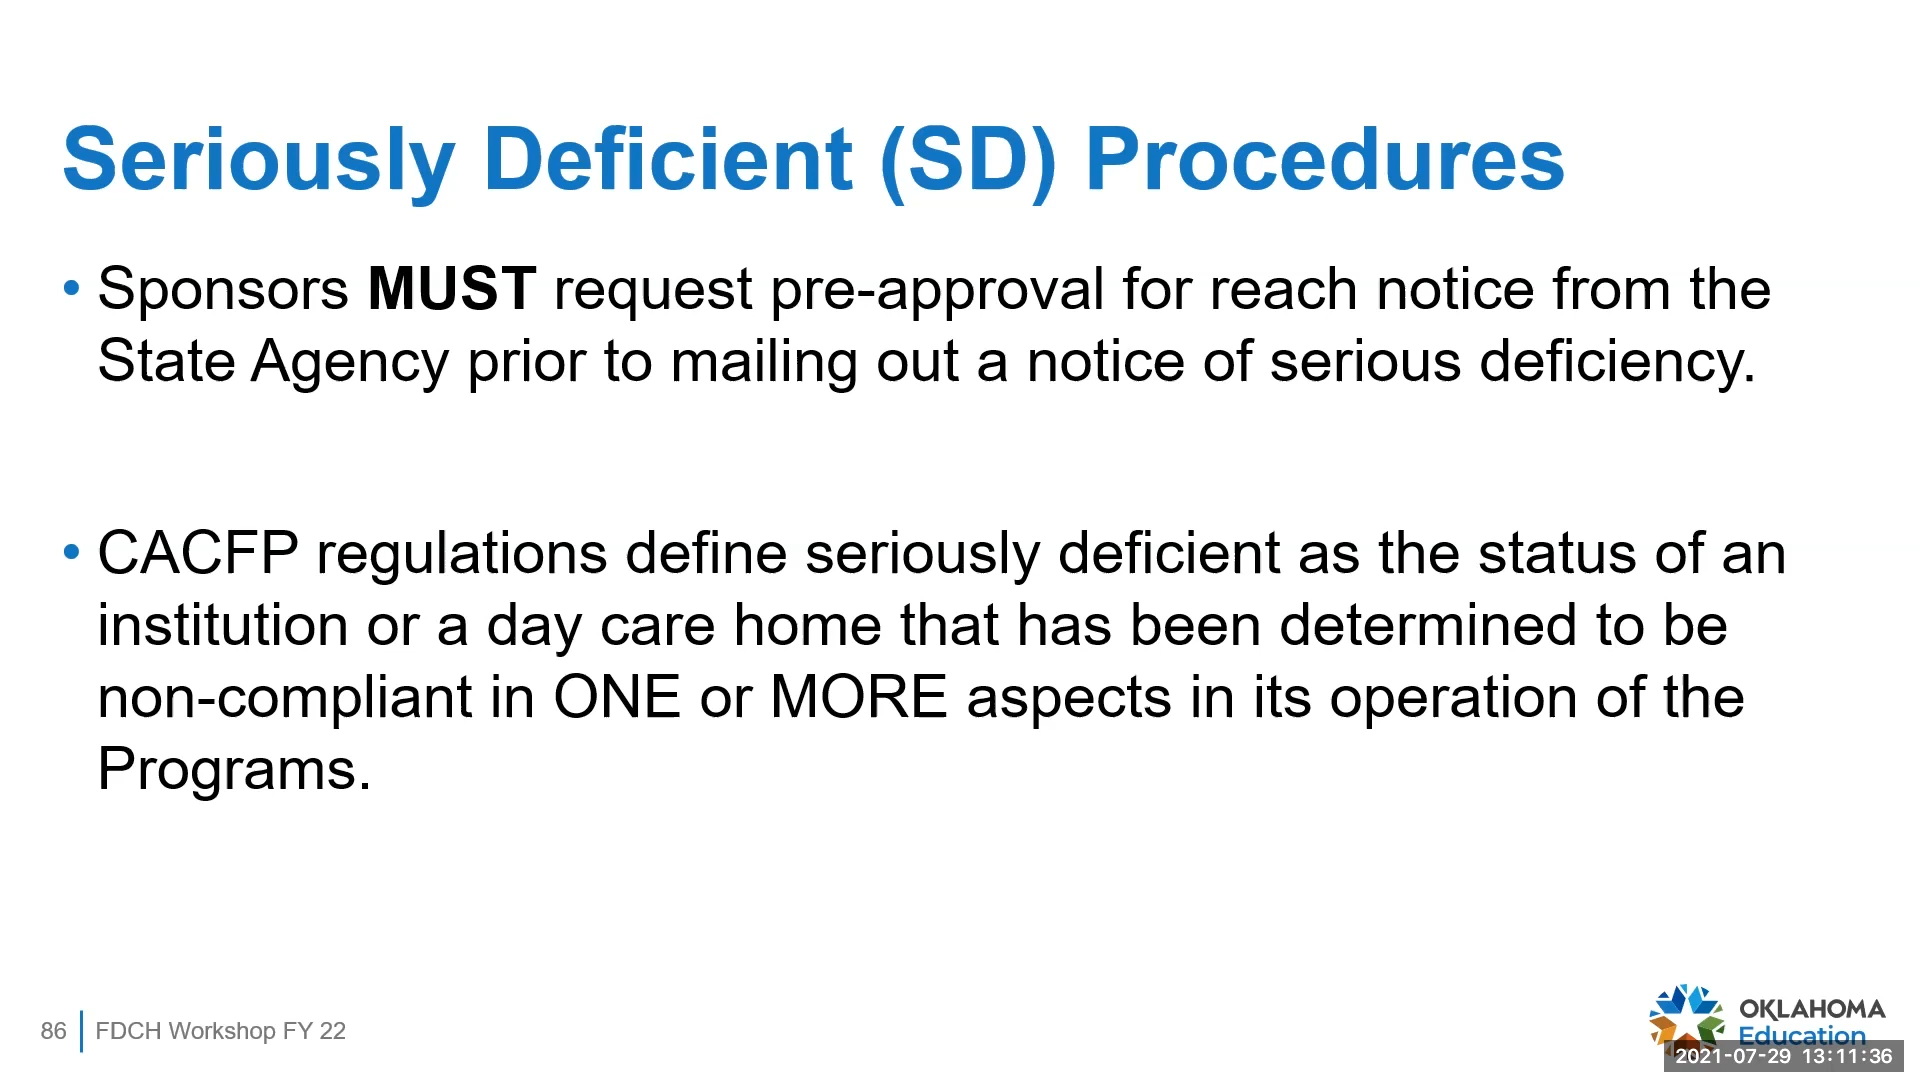 Seriously Deficient (SD) Procedures
• Sponsors MUST request pre-approval for reach notice from the
State Agency prior to mailing out a notice of serious deficiency.
• CACFP regulations define seriously deficient as the status of an
institution or a day care home that has been determined to be
non-compliant in ONE or MORE aspects in its operation of the
Programs.
86
FDCH Workshop FY 22
OKLAHOMA
Education
2021-07-29 13:11:36